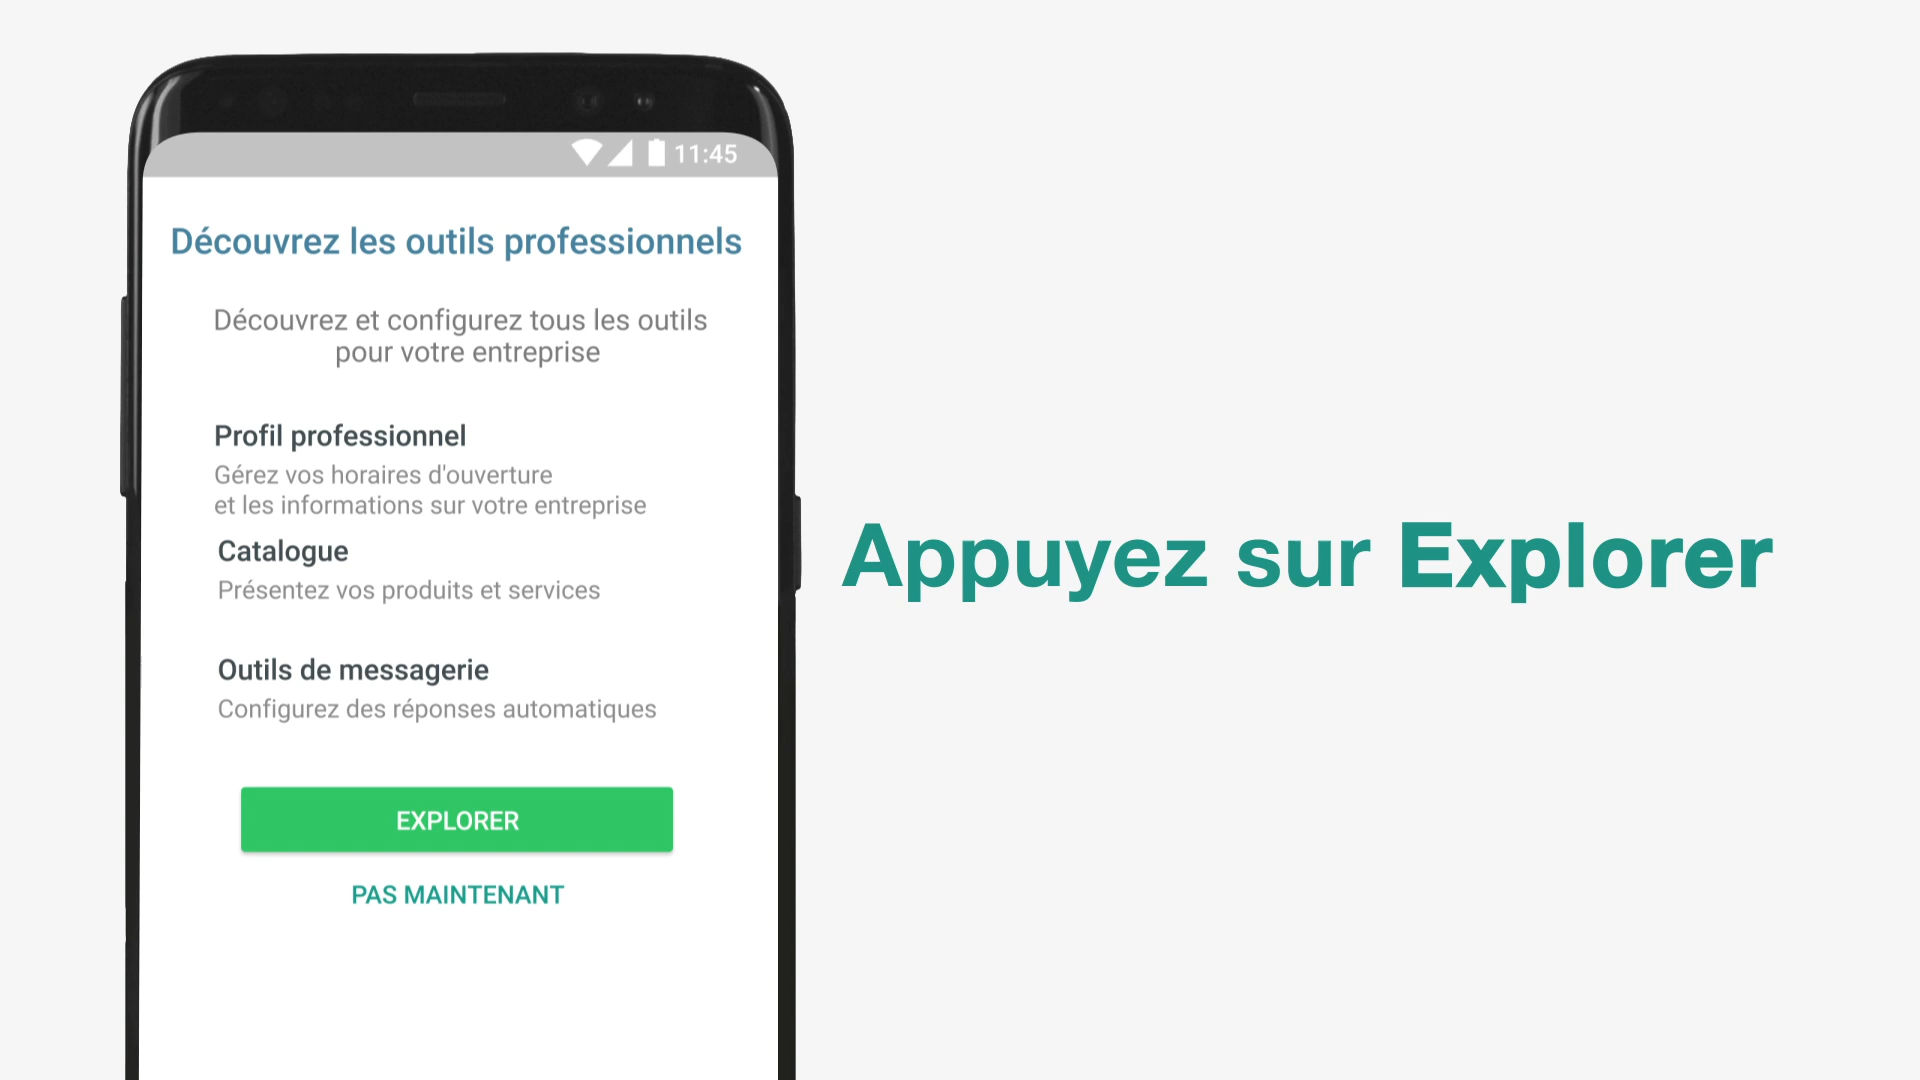 11:45
Découvrez les outils professionnels
Découvrez et configurez tous les outils
pour votre entreprise
Profil professionnel
Gérez vos horaires d'ouverture
et les informations sur votre entreprise
Catalogue
Présentez vos produits et services
Outils de messagerie
Configurez des réponses automatiques
EXPLORER
PAS MAINTENANT
Appuyez sur Explorer